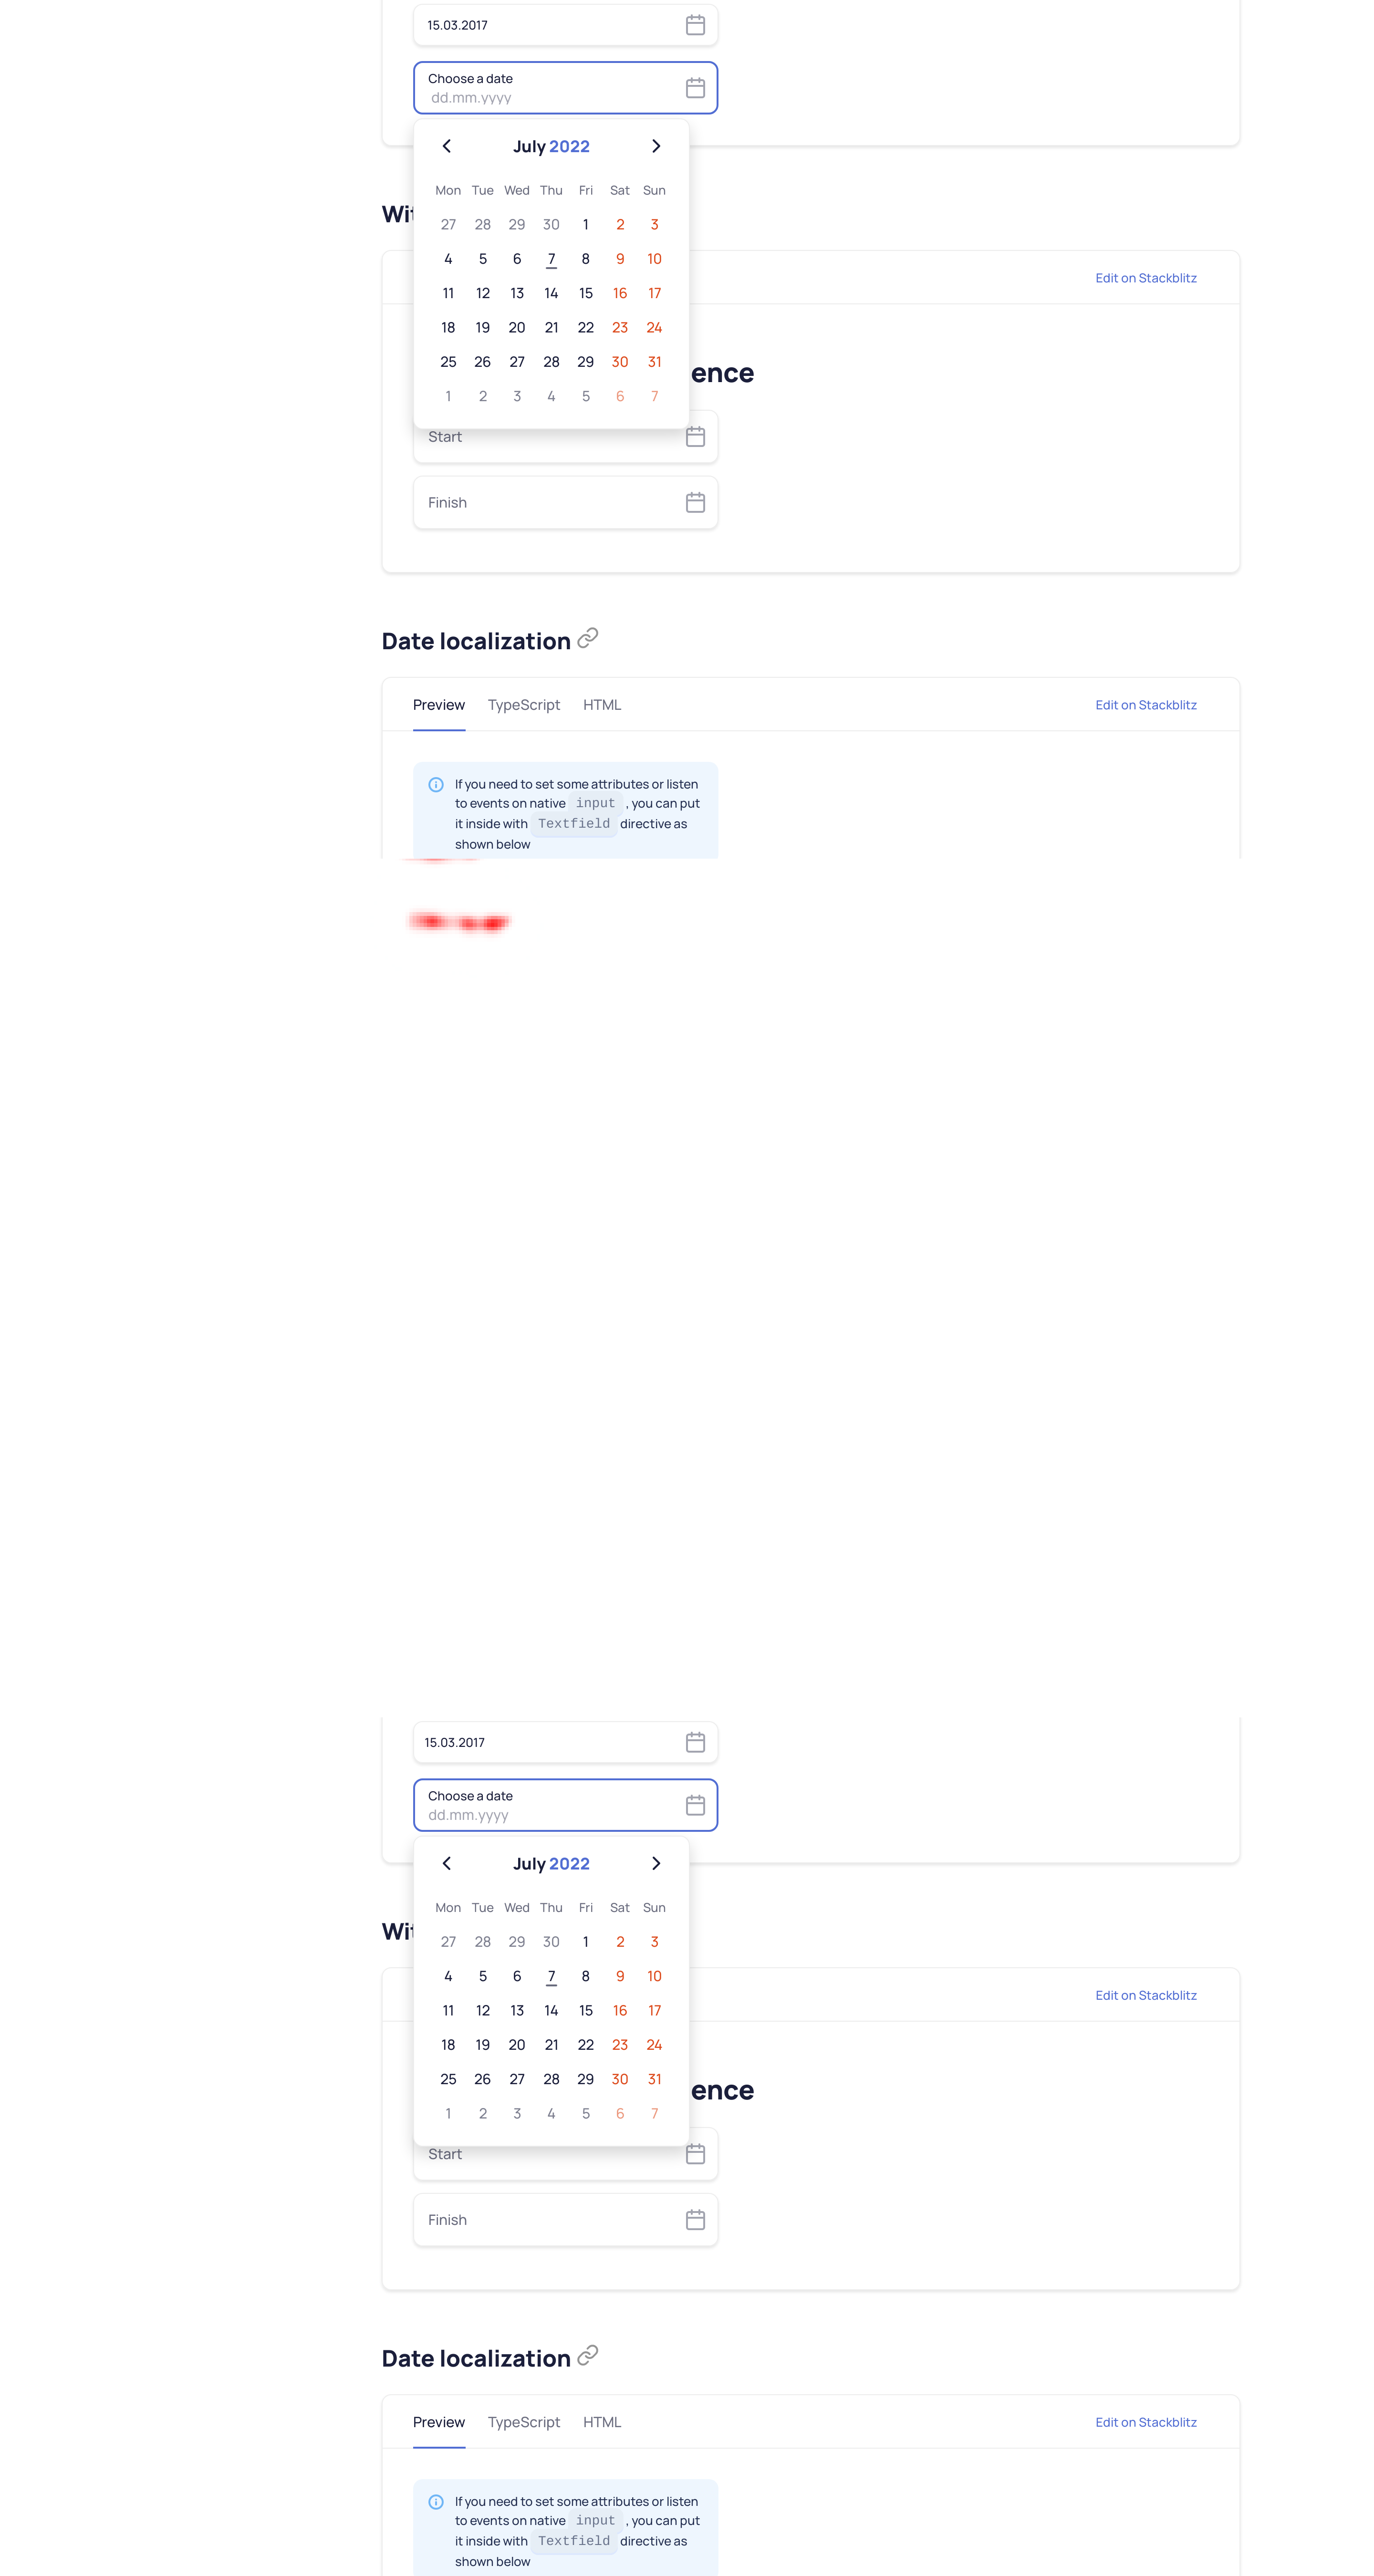 15.03.2017
Choose a date
dd.mm.yyyy
July 2022
Mon Tue Wed Thu Fri Sat Sun
27 28 29 30 1 2 3
4 5 6 7 8 9 10
11 12 13 14 15 16 17
18 19 20 21 22 23 24
25 26 27 28 29 30 31
1 2 3 4 5 6 7
Edit on Stackblitz
ence
Start
Finish
Date localization
Preview TypeScript HTML Edit on Stackblitz
If you need to set some attributes or listen
to events on native input , you can put
it inside with Textfield directive as
shown below
15.03.2017
Choose a date
dd.mm.yyyy
July 2022
Mon Tue Wed Thu Fri Sat Sun
27 28 29 30 1 2 3
4 5 6 7 8 9 10
11 12 13 14 15 16 17
18 19 20 21 22 23 24
25 26 27 28 29 30 31
1 2 3 4 5 6 7
Edit on Stackblitz
ence
Start
Finish
Date localization
Preview TypeScript HTML Edit on Stackblitz
If you need to set some attributes or listen
to events on native input , you can put
it inside with Textfield directive as
shown below